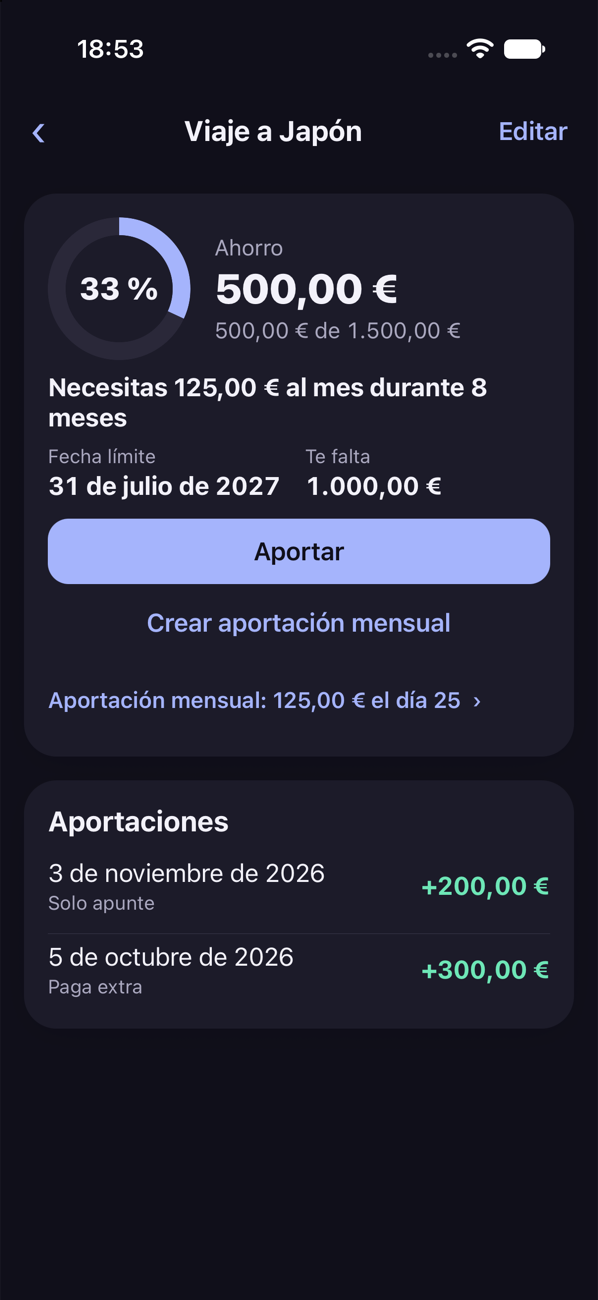 18:53
Viaje a Japón
Editar
33 %
Ahorro
500,00 €
500,00 € de 1.500,00 €
Necesitas 125,00 € al mes durante 8
meses
Fecha límite
Te falta
31 de julio de 2027
1.000,00 €
Aportar
Crear aportación mensual
Aportación mensual: 125,00 € el día 25 ›
Aportaciones
3 de noviembre de 2026
Solo apunte
+200,00 €
5 de octubre de 2026
Paga extra
+300,00 €